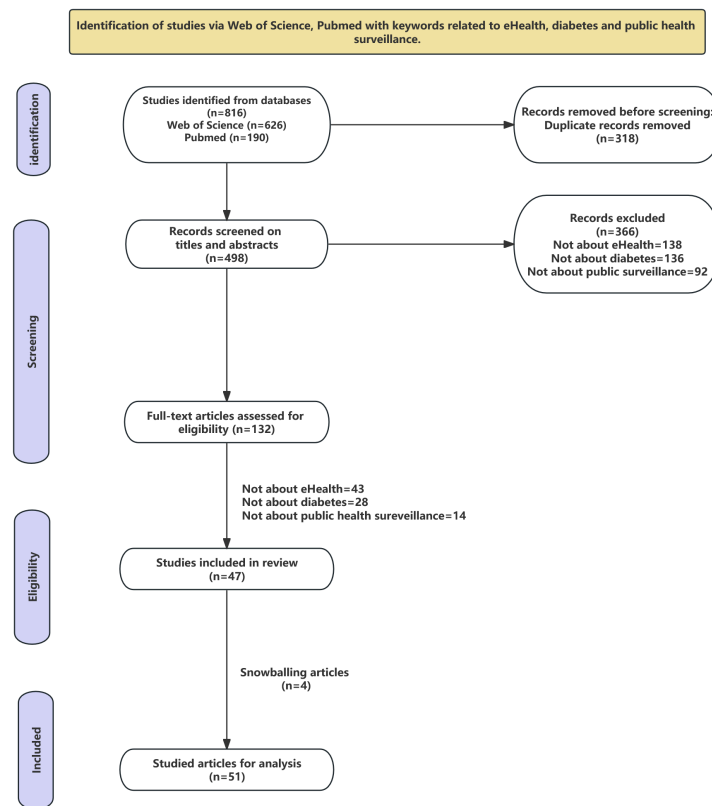 Identification of studies via Web of Science, Pubmed with keywords related to eHealth, diabetes and public health
surveillance.
identification
Studies identified from databases
(n=816)
Web of Science (n=626)
Pubmed (n=190)
Records removed before screening:
Duplicate records removed
(n=318)
Screening
Records screened on
titles and abstracts
(n=498)
Records excluded
(n=366)
Not about eHealth=138
Not about diabetes=136
Not about public surveillance=92
Full-text articles assessed for
eligibility (n=132)
Not about eHealth=43
Not about diabetes=28
Not about public health sureveillance=14
Eligibility
Studies included in review
(n=47)
Snowballing articles
(n=4)
Included
Studied articles for analysis
(n=51)